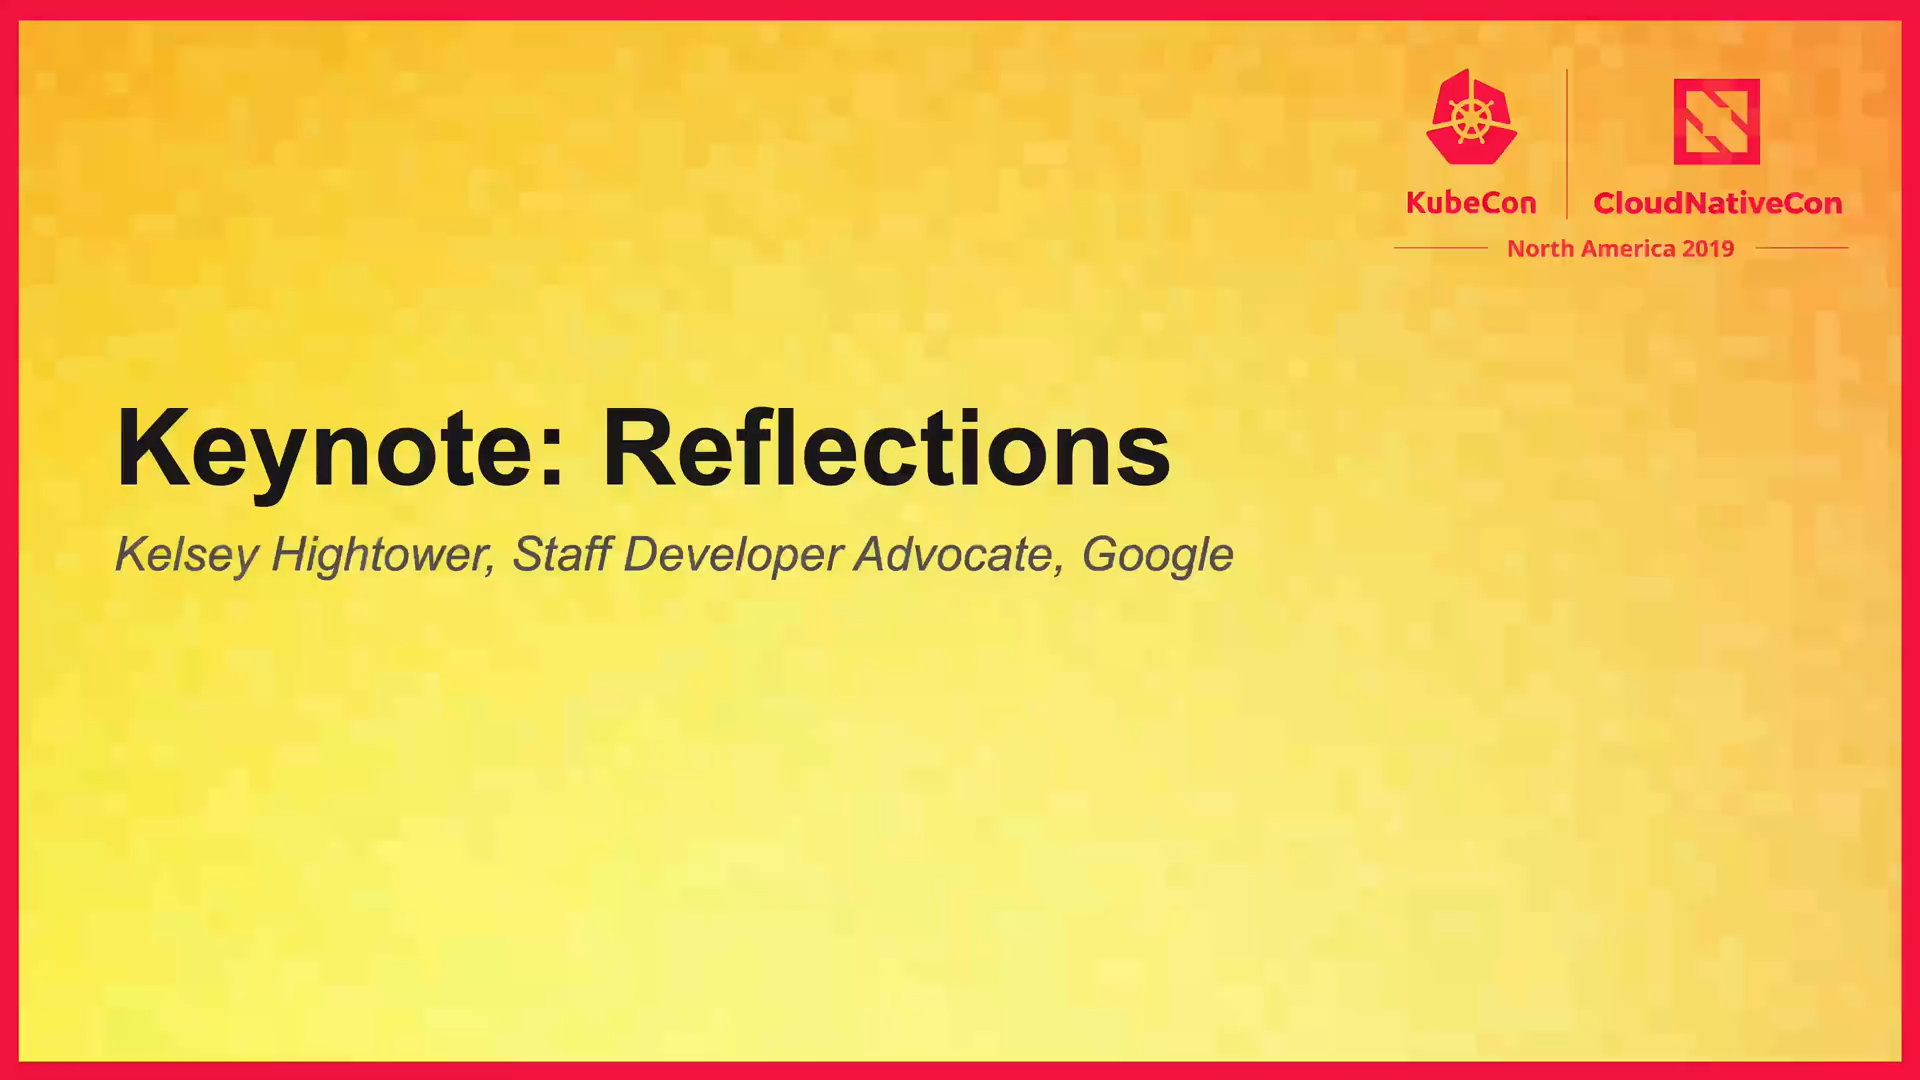 KubeCon
CloudNativeCon
North America 2019
Keynote: Reflections
Kelsey Hightower, Staff Developer Advocate, Google